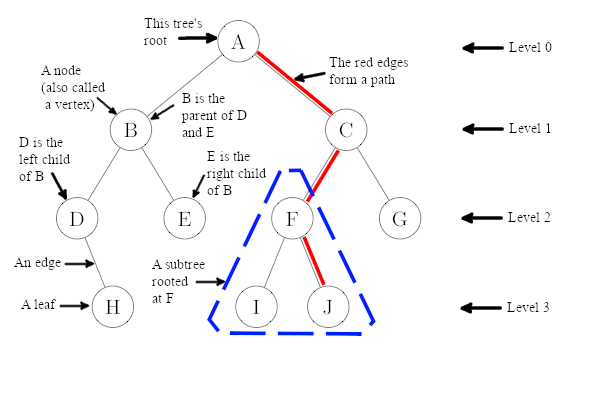 This tree's
root
A
Level 0
The red edges
form a path
A node
(also called
a vertex)
B is the
parent of D
and E
B
C
Level 1
D is the
left child
of B
E is the
right child
of B
D
E
F
G
Level 2
An edge
A subtree
rooted
at F
A leaf
H
I
J
Level 3